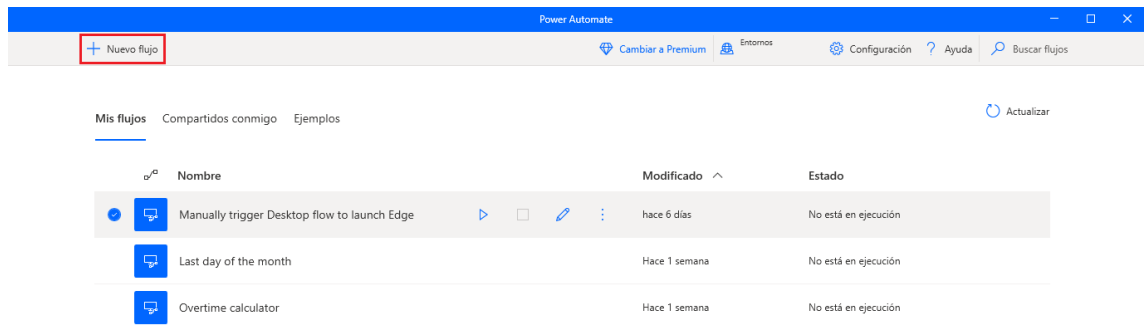 Power Automate
Nuevo flujo Cambiar a Premium Entornos Configuración Ayuda Buscar flujos
Mis flujos Compartidos conmigo Ejemplos Actualizar
Nombre Modificado Estado
Manually trigger Desktop flow to launch Edge hace 6 días No está en ejecución
Last day of the month Hace 1 semana No está en ejecución
Overtime calculator Hace 1 semana No está en ejecución